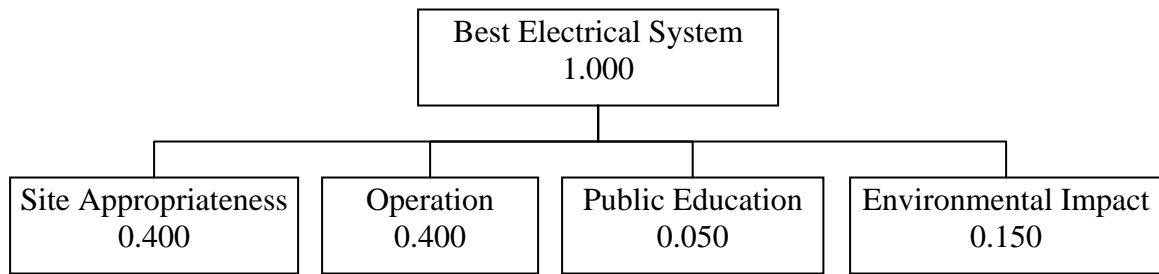 Best Electrical System
1.000
Site Appropriateness
0.400
Operation
0.400
Public Education
0.050
Environmental Impact
0.150